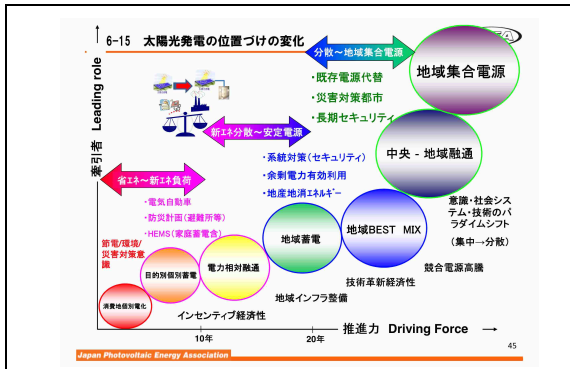 6-15　太陽光発電の位置づけの変化
分散～地域集合電源
・既存電源代替
・災害対策都市
・長期セキュリティ
地域集合電源
牽引者 Leading role
新エネ分散～安定電源
・系統対策（セキュリティ）
・余剰電力有効利用
・地産地消エネルギー
中央 - 地域融通
省エネ～新エネ負荷
・電気自動車
・防災計画（避難所等）
・HEMS（家庭蓄電含）
意識・社会シス
テム・技術のパ
ラダイムシフト
（集中→分散）
節電/環境/
災害対策意
識
消費地個別電化
目的別個別蓄電
電力相対融通
地域蓄電
地域BEST MIX
競合電源高騰
技術革新経済性
地域インフラ整備
インセンティブ経済性
10年
20年
推進力 Driving Force
Japan Photovoltaic Energy Association
45